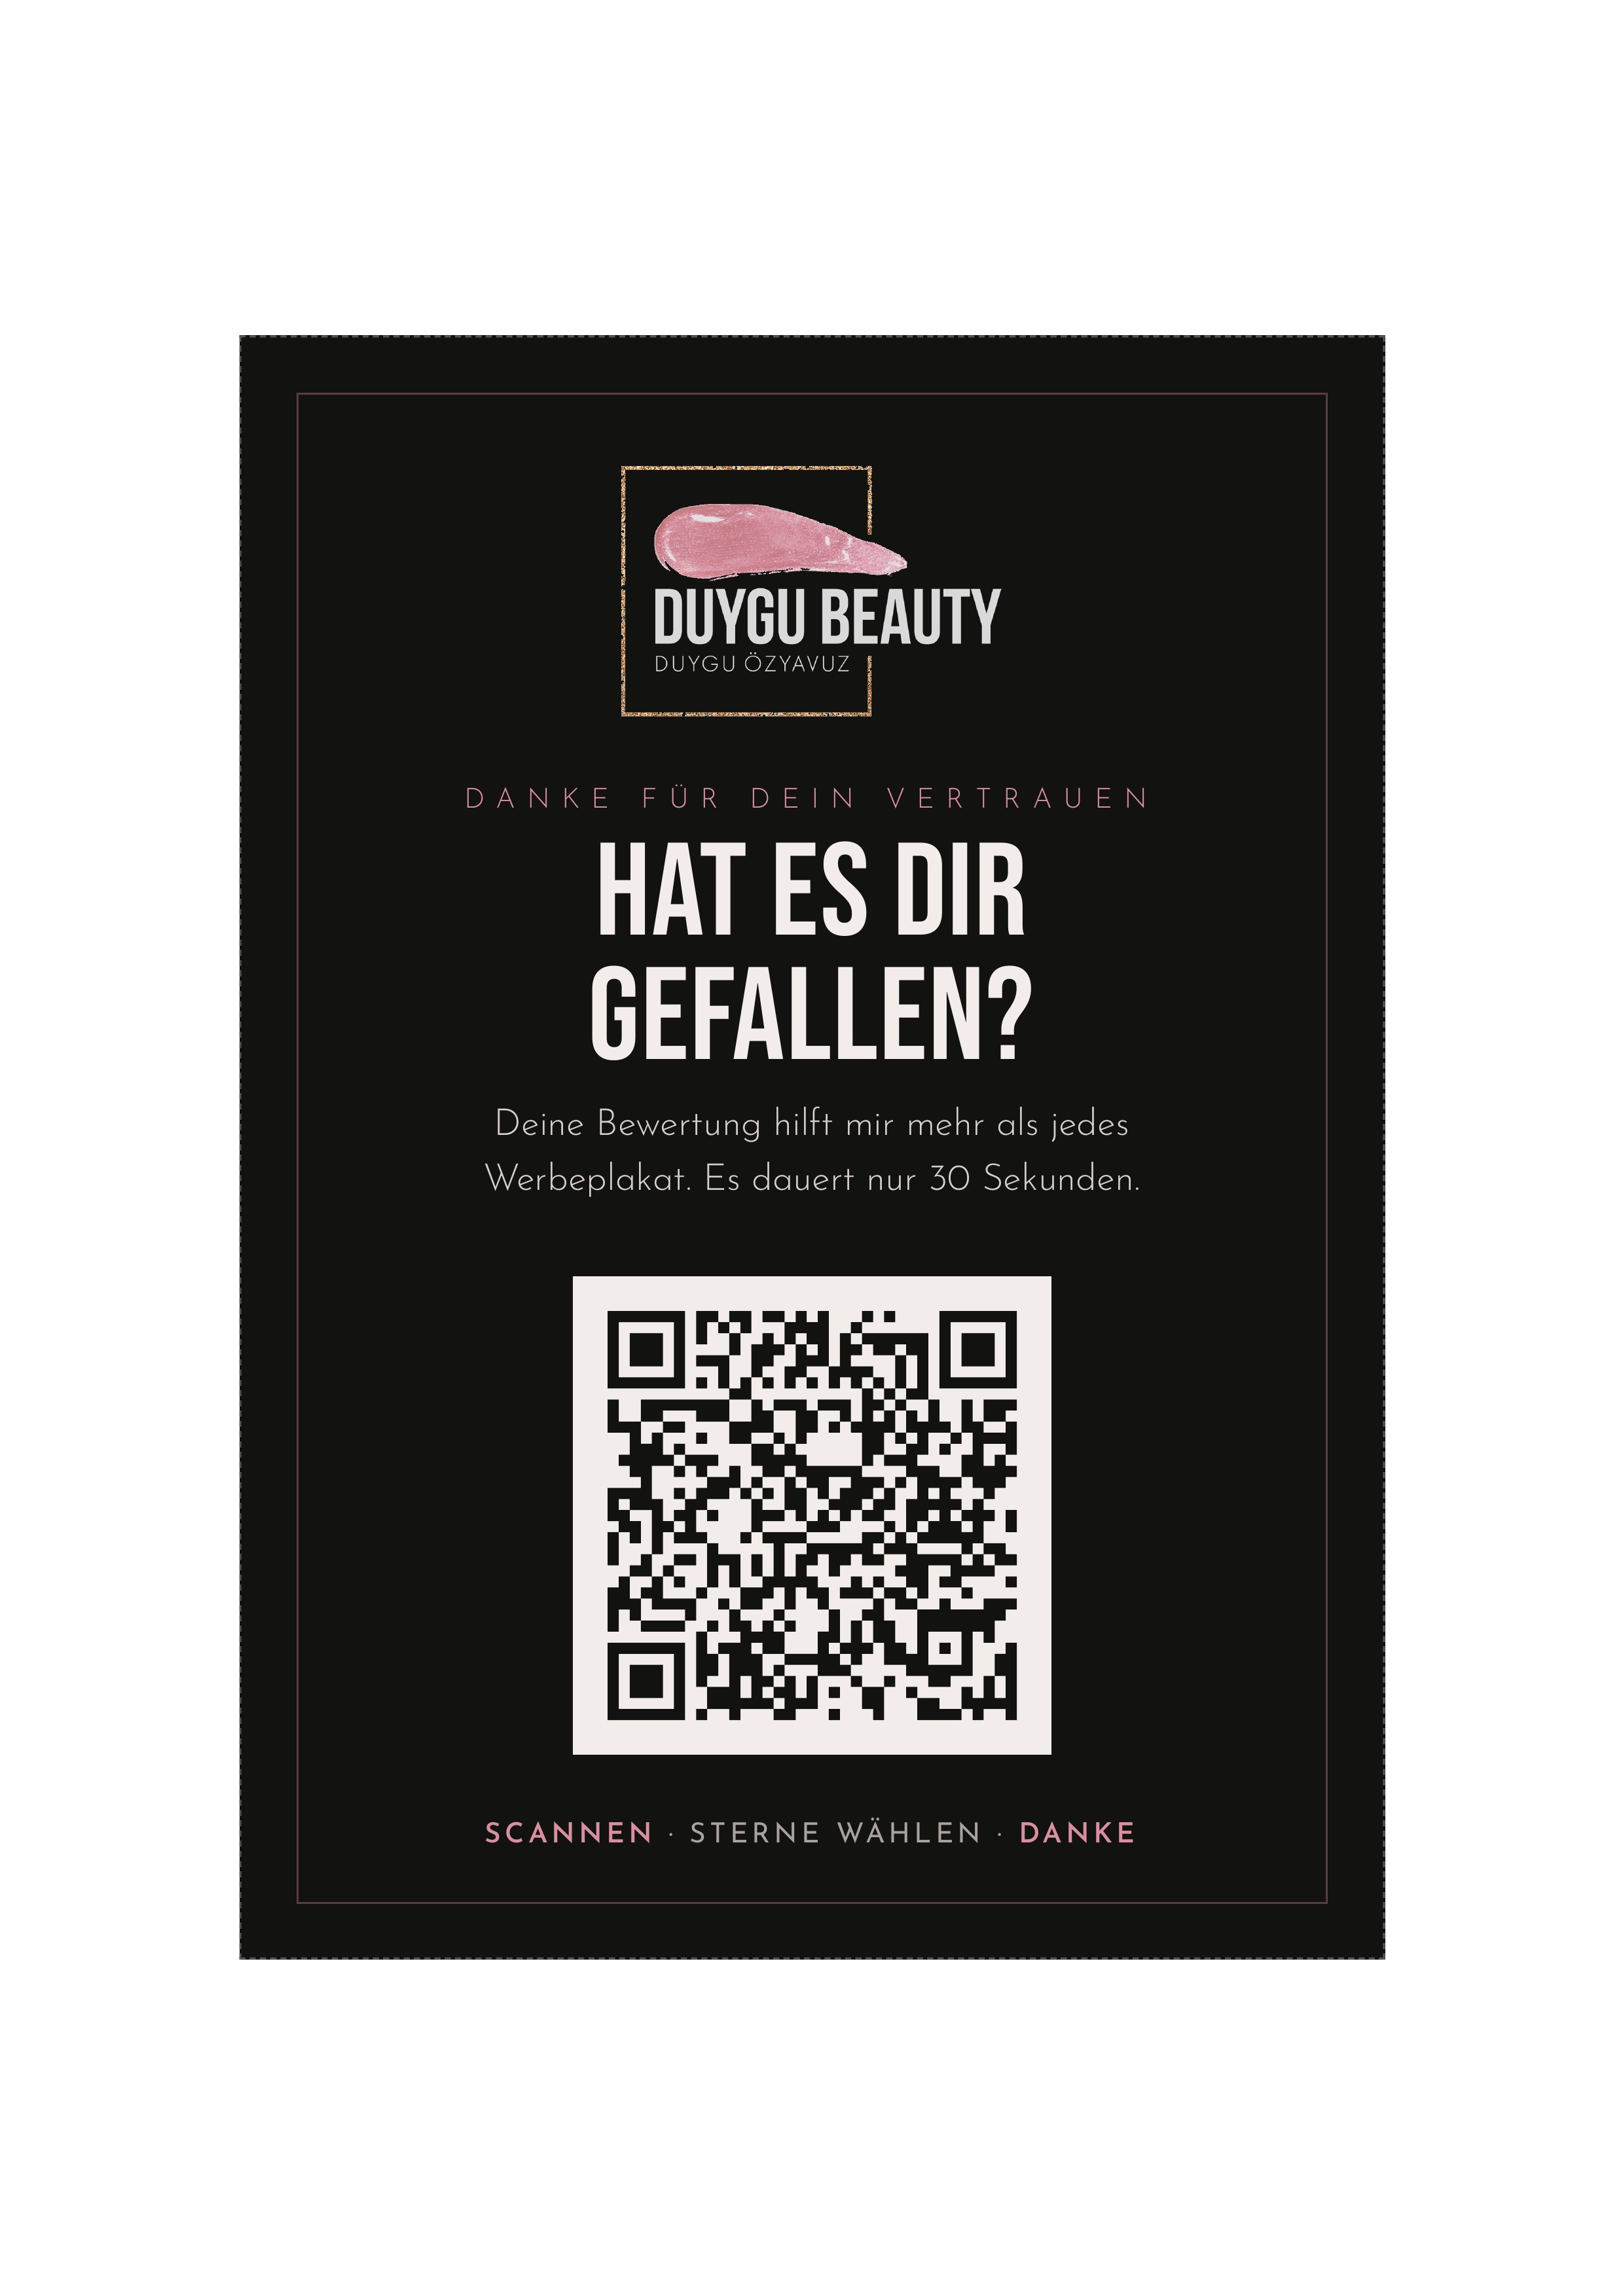 DUYGU BEAUTY
DUYGU ÖZYAVUZ
DANKE FÜR DEIN VERTRAUEN
HAT ES DIR
GEFALLEN?
Deine Bewertung hilft mir mehr als jedes
Werbeplakat. Es dauert nur 30 Sekunden.
SCANNEN · STERNE WÄHLEN · DANKE